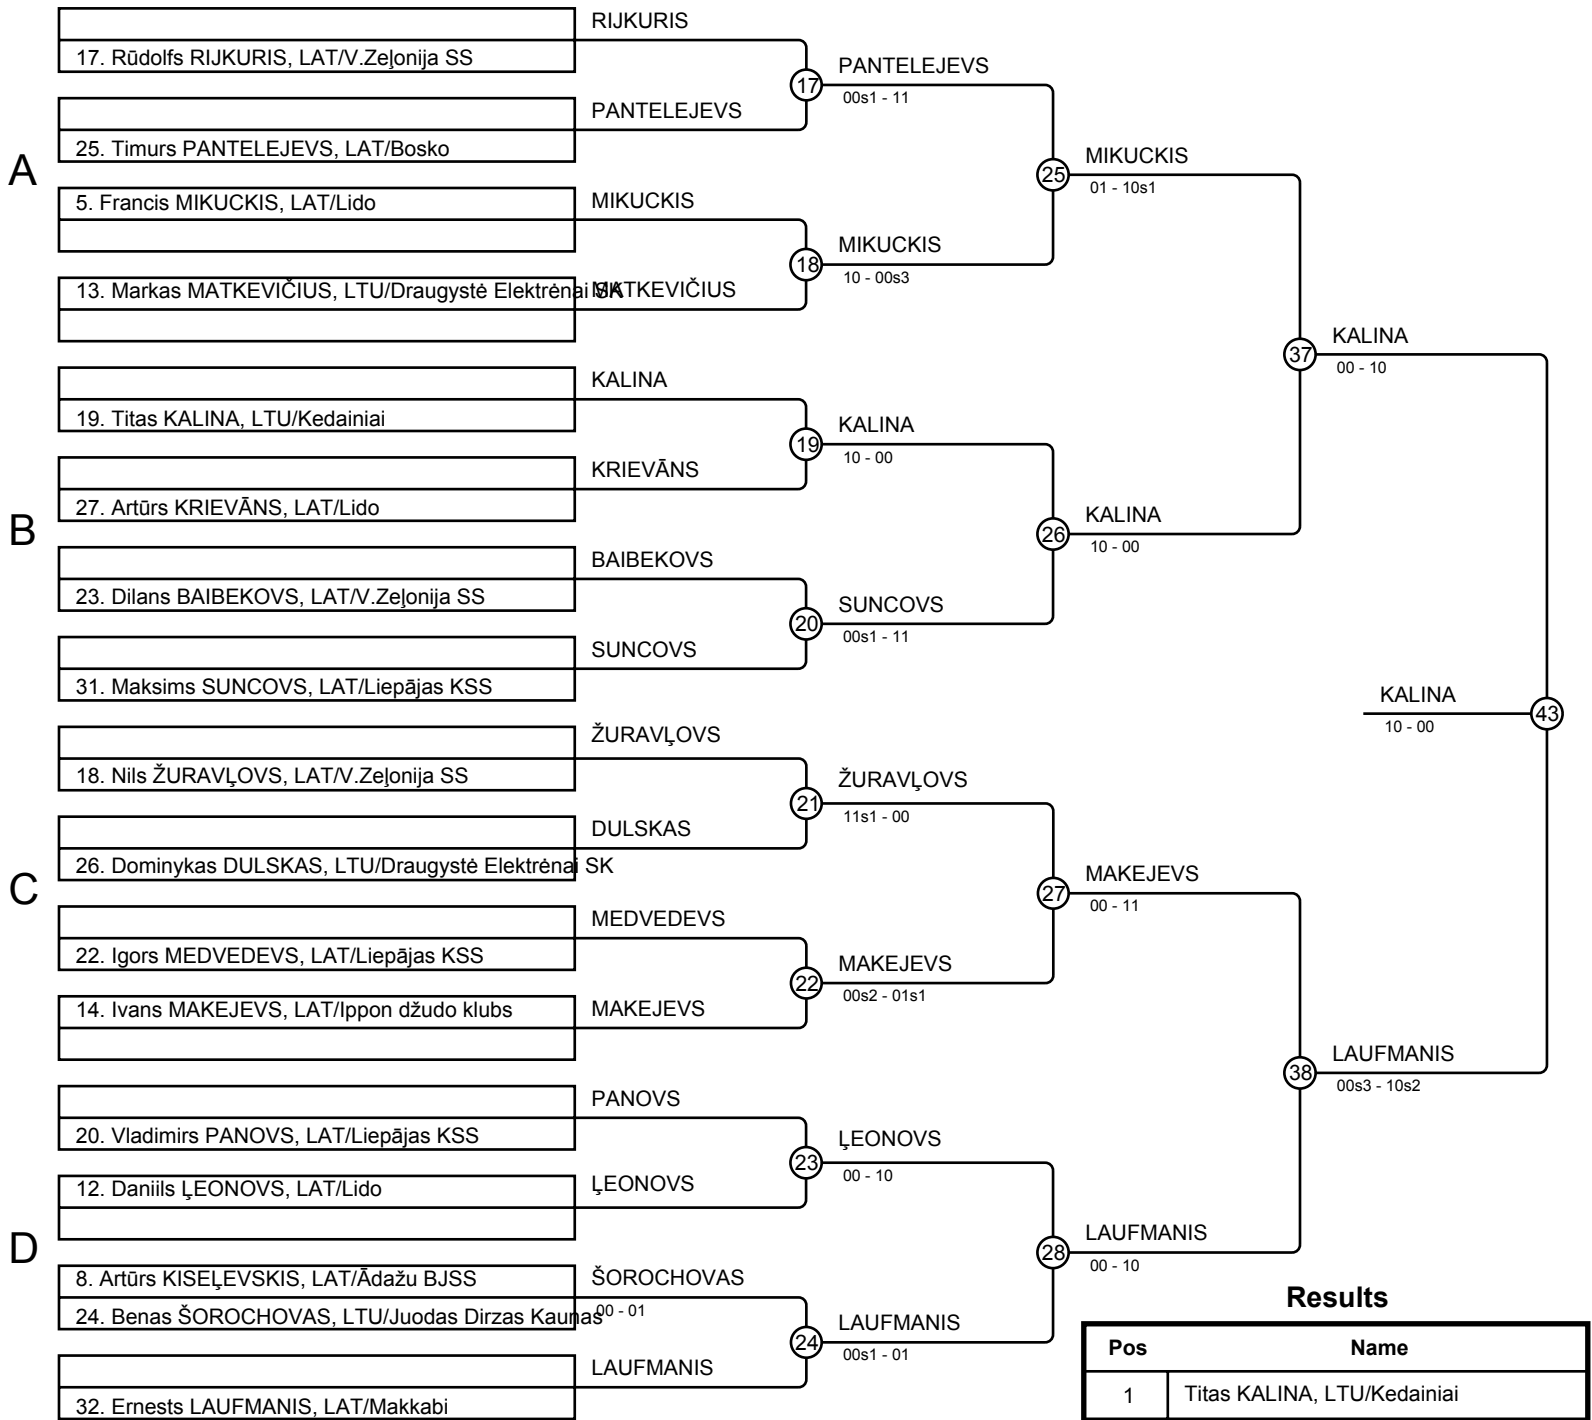 RIJKURIS
17. Rūdolfs RIJKURIS, LAT/V.Zeļonija SS
17
PANTELEJEVS
00s1 - 11
PANTELEJEVS
25. Timurs PANTELEJEVS, LAT/Bosko
A
25
MIKUCKIS
01 - 10s1
5. Francis MIKUCKIS, LAT/Lido
MIKUCKIS
18
MIKUCKIS
10 - 00s3
13. Markas MATKEVIČIUS, LTU/Draugystė Elektrėnai SK
MATKEVIČIUS
37
KALINA
00 - 10
KALINA
19. Titas KALINA, LTU/Kedainiai
19
KALINA
10 - 00
KRIEVĀNS
27. Artūrs KRIEVĀNS, LAT/Lido
B
26
KALINA
10 - 00
BAIBEKOVS
23. Dilans BAIBEKOVS, LAT/V.Zeļonija SS
20
SUNCOVS
00s1 - 11
SUNCOVS
31. Maksims SUNCOVS, LAT/Liepājas KSS
KALINA
43
10 - 00
ŽURAVĻOVS
18. Nils ŽURAVĻOVS, LAT/V.Zeļonija SS
21
ŽURAVĻOVS
11s1 - 00
DULSKAS
26. Dominykas DULSKAS, LTU/Draugystė Elektrėnai SK
C
27
MAKEJEVS
00 - 11
MEDVEDEVS
22. Igors MEDVEDEVS, LAT/Liepājas KSS
22
MAKEJEVS
00s2 - 01s1
14. Ivans MAKEJEVS, LAT/Ippon džudo klubs
MAKEJEVS
38
LAUFMANIS
00s3 - 10s2
PANOVS
20. Vladimirs PANOVS, LAT/Liepājas KSS
23
ĻEONOVS
00 - 10
12. Daniils ĻEONOVS, LAT/Lido
ĻEONOVS
D
28
LAUFMANIS
00 - 10
8. Artūrs KISEĻEVSKIS, LAT/Ādažu BJSS
ŠOROCHOVAS
24. Benas ŠOROCHOVAS, LTU/Juodas Dirzas Kaunas
00 - 01
24
LAUFMANIS
00s1 - 01
LAUFMANIS
32. Ernests LAUFMANIS, LAT/Makkabi
Results
Pos Name
1 Titas KALINA, LTU/Kedainiai